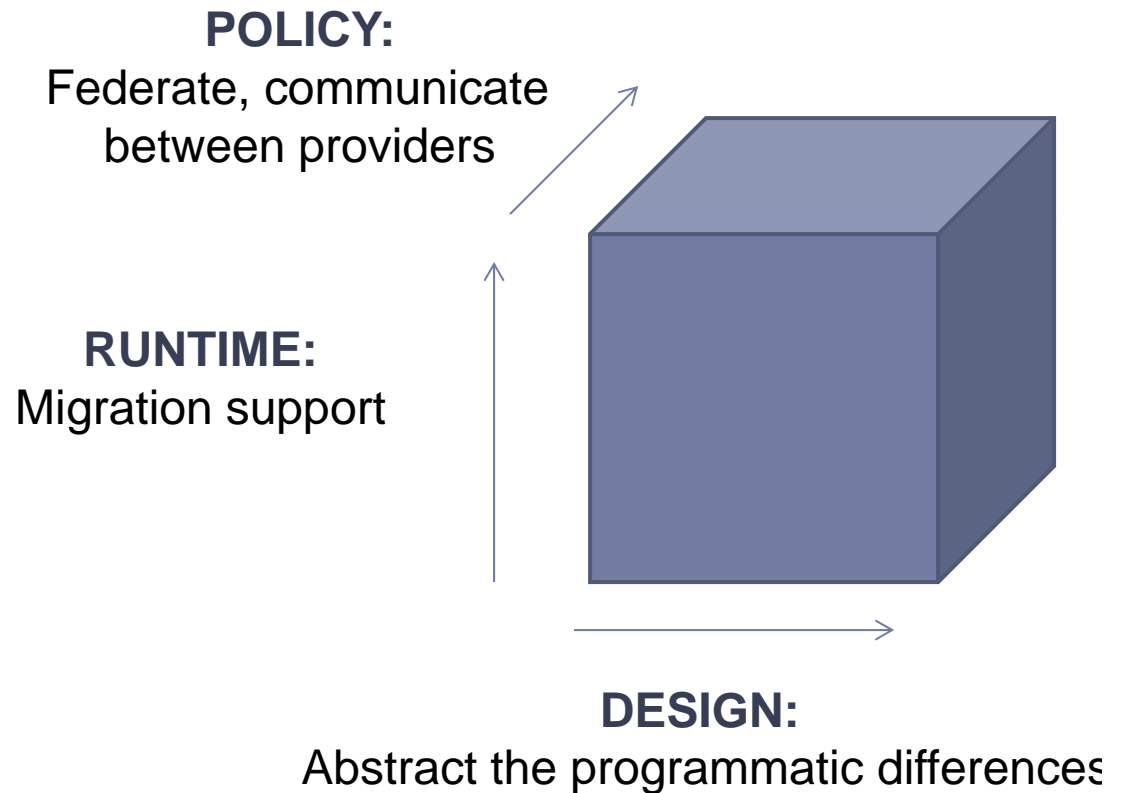 POLICY:
Federate, communicate
between providers
RUNTIME:
Migration support
DESIGN:
Abstract the programmatic differences